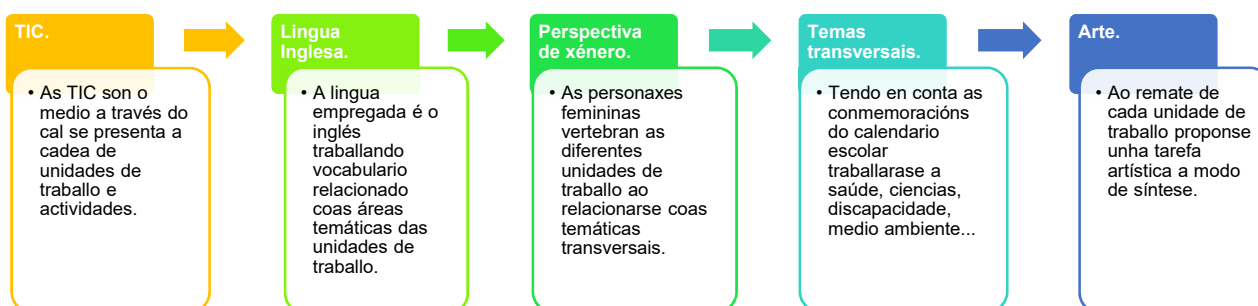 TIC.
• As TIC son o
medio a través do
cal se presenta a
cadea de
unidades de
traballo e
actividades.
Lingua
Inglesa.
• A lingua
empregada é o
inglés
traballando
vocabulario
relacionado
coas áreas
temáticas das
unidades de
traballo.
Perspectiva
de xénero.
• As personaxes
femininas
vertebran as
diferentes
unidades de
traballo ao
relacionarse coas
temáticas
transversais.
Temas
transversais.
• Tendo en conta as
conmemoracións
do calendario
escolar
traballarase a
saúde, ciencias,
discapacidade,
medio ambiente...
Arte.
• Ao remate de
cada unidade de
traballo proponse
unha tarefa
artística a modo
de síntese.